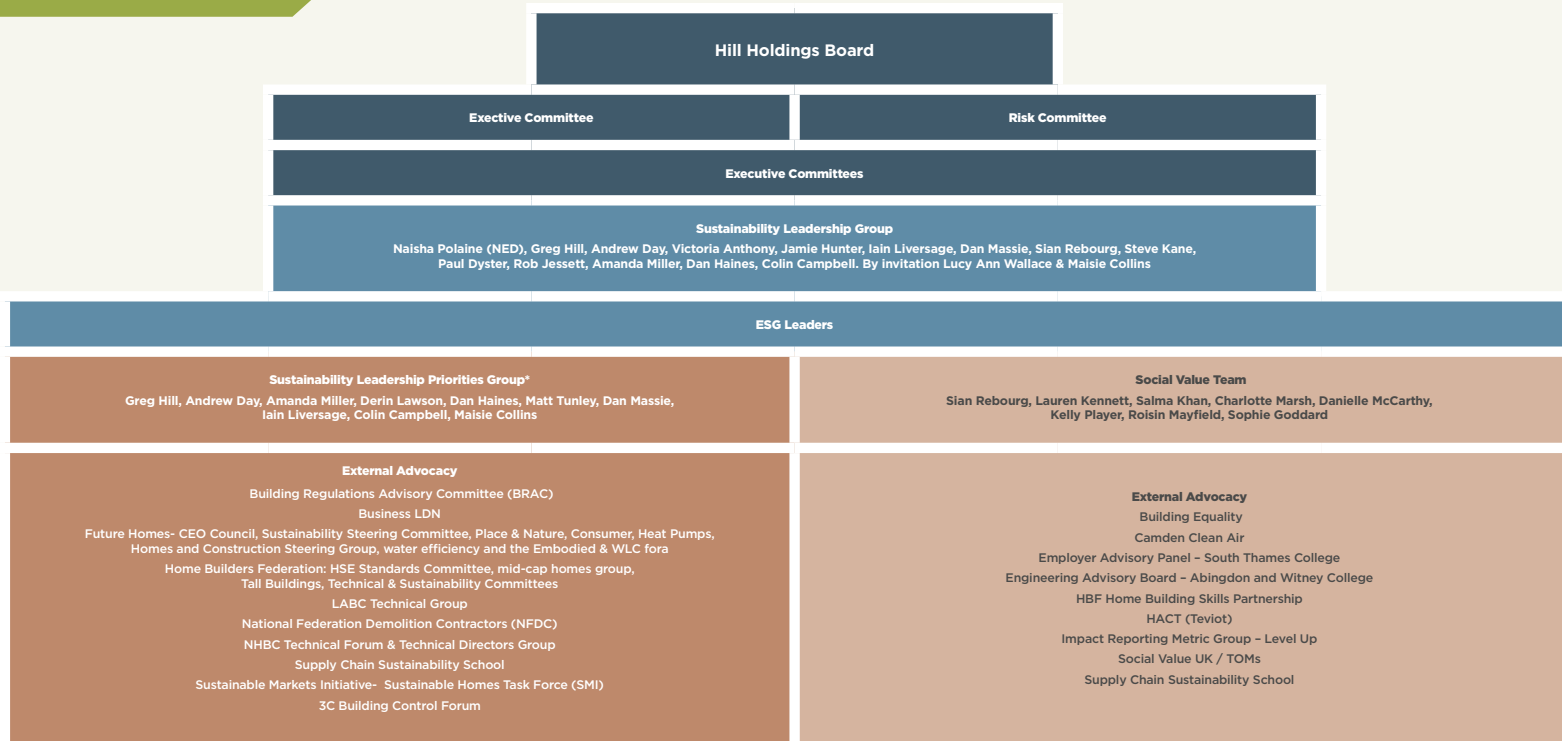 Hill Holdings Board
Exective Committee
Risk Committee
Executive Committees
Sustainability Leadership Group
Naisha Polaine (NED), Greg Hill, Andrew Day, Victoria Anthony, Jamie Hunter, Iain Liversage, Dan Massie, Sian Rebourg, Steve Kane,
Paul Dyster, Rob Jessett, Amanda Miller, Dan Haines, Colin Campbell. By invitation Lucy Ann Wallace & Maisie Collins
ESG Leaders
Sustainability Leadership Priorities Group*
Greg Hill, Andrew Day, Amanda Miller, Derin Lawson, Dan Haines, Matt Tunley, Dan Massie,
Iain Liversage, Colin Campbell, Maisie Collins
Social Value Team
Sian Rebourg, Lauren Kennett, Salma Khan, Charlotte Marsh, Danielle McCarthy,
Kelly Player, Roisin Mayfield, Sophie Goddard
External Advocacy
Building Regulations Advisory Committee (BRAC)
Business LDN
Future Homes- CEO Council, Sustainability Steering Committee, Place & Nature, Consumer, Heat Pumps,
Homes and Construction Steering Group, water efficiency and the Embodied & WLC fora
Home Builders Federation: HSE Standards Committee, mid-cap homes group,
Tall Buildings, Technical & Sustainability Committees
LABC Technical Group
National Federation Demolition Contractors (NFDC)
NHBC Technical Forum & Technical Directors Group
Supply Chain Sustainability School
Sustainable Markets Initiative-  Sustainable Homes Task Force (SMI)
3C Building Control Forum
External Advocacy
Building Equality
Camden Clean Air
Employer Advisory Panel – South Thames College
Engineering Advisory Board – Abingdon and Witney College
HBF Home Building Skills Partnership
HACT (Teviot)
Impact Reporting Metric Group – Level Up
Social Value UK / TOMs
Supply Chain Sustainability School